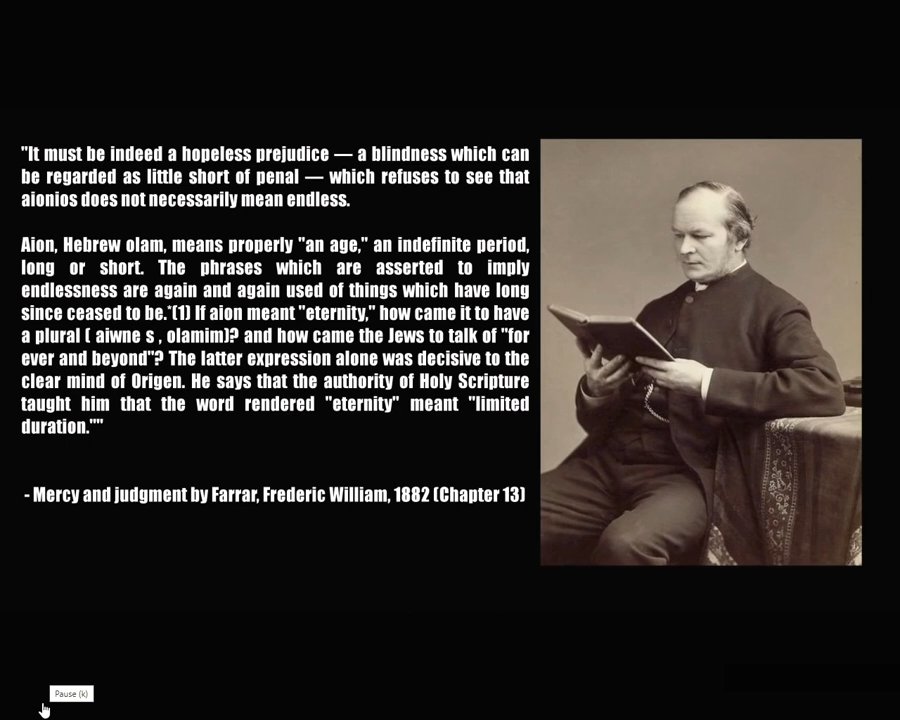 "It must be indeed a hopeless prejudice — a blindness which can
be regarded as little short of penal — which refuses to see that
aionios does not necessarily mean endless.
Aion, Hebrew olam, means properly "an age," an indefinite period,
long or short. The phrases which are asserted to imply
endlessness are again and again used of things which have long
since ceased to be.*(1) If aion meant "eternity," how came it to have
a plural ( aiwne s , olamim)? and how came the Jews to talk of "for
ever and beyond"? The latter expression alone was decisive to the
clear mind of Origen. He says that the authority of Holy Scripture
taught him that the word rendered "eternity" meant "limited
duration.""
- Mercy and judgment by Farrar, Frederic William, 1882 (Chapter 13)
Pause (k)